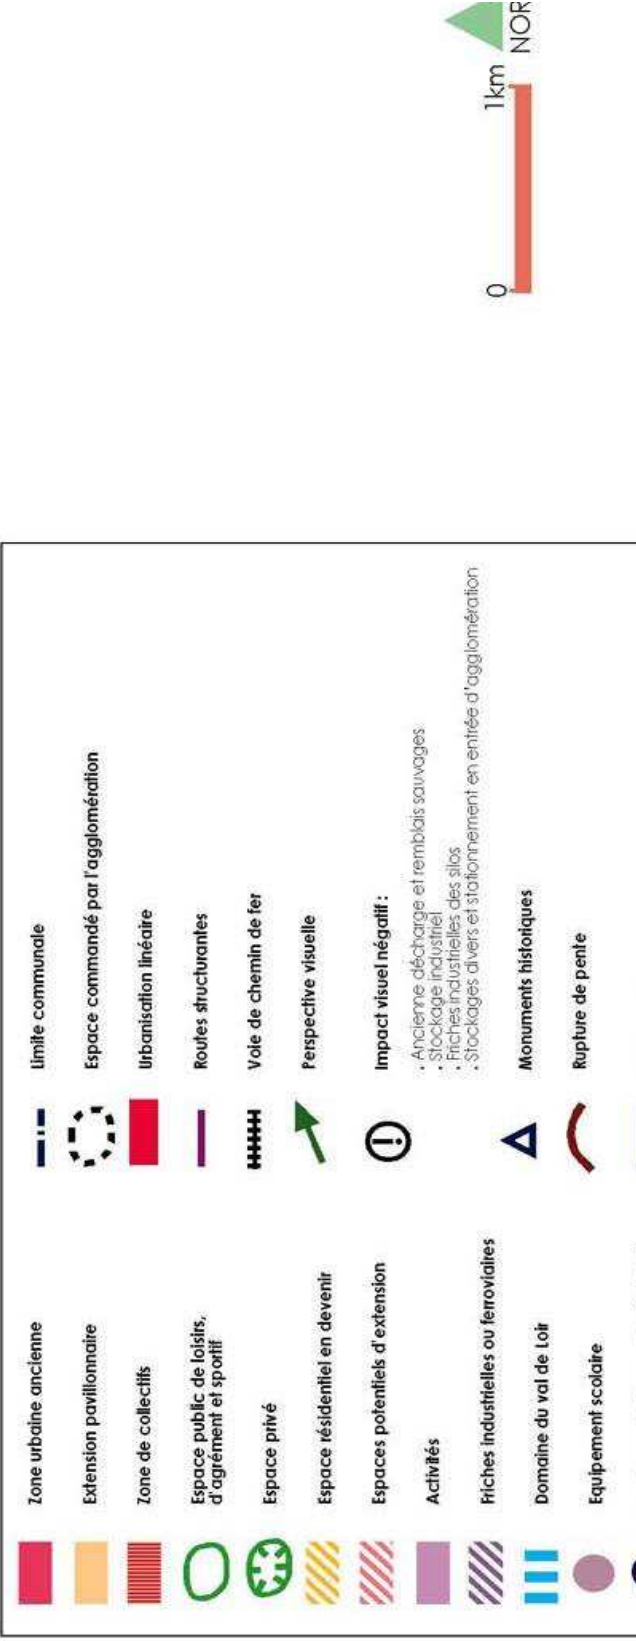 Zone urbaine ancienne
Extension pavillonnaire
Zone de collectifs
Espace public de loisirs,
d'agrément et sportif
Espace privé
Espace résidentiel en devenir
Espaces potentiels d'extension
Activités
Friches industrielles ou ferroviaires
Domaine du val de Loir
Equipement scolaire
Limite communale
Espace commandé par l'agglomération
Urbanisation linéaire
Routes structurantes
Voie de chemin de fer
Perspective visuelle
Impact visuel négatif :
. Ancienne décharge et remblais sauvages
. Stockage industriel
. Friches industrielles des silos
. Stockages divers et stationnement en entrée d'agglomération
Monuments historiques
Rupture de pente
0 1km
NOR